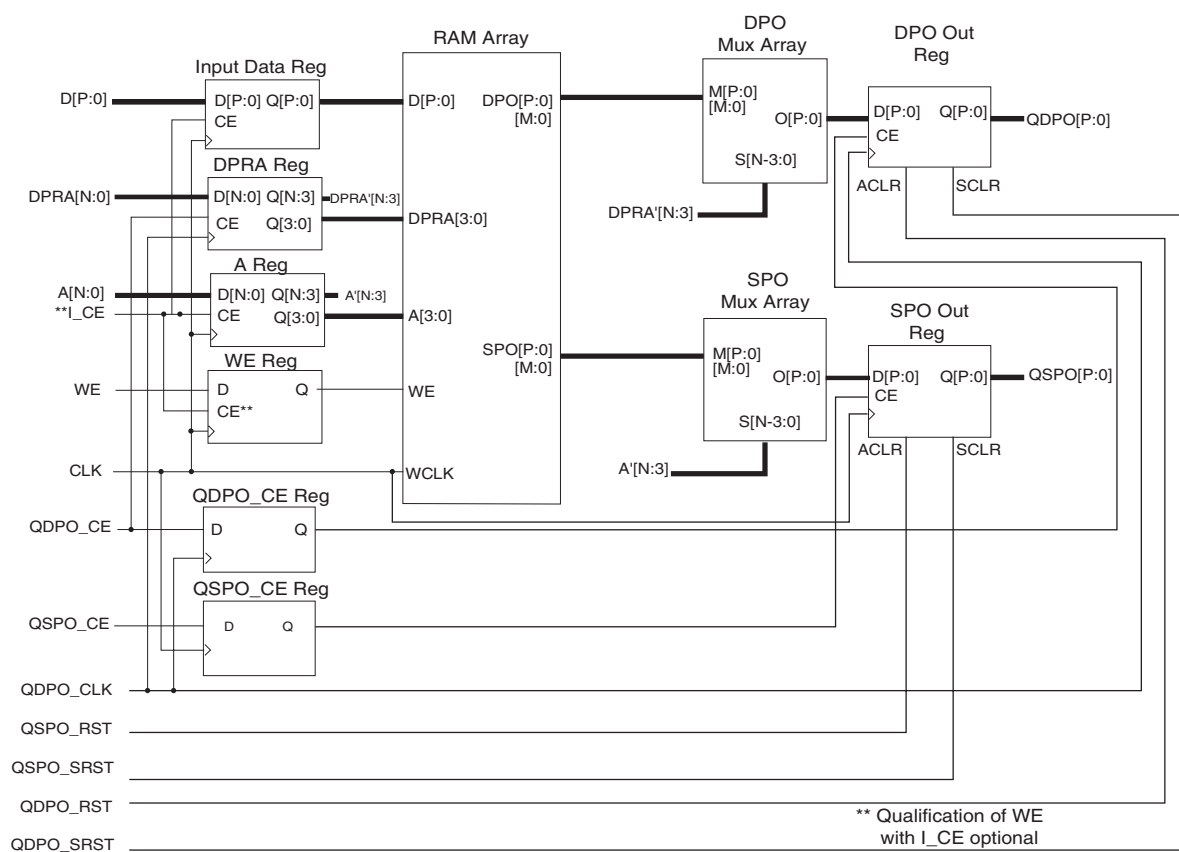 RAM Array
DPO
Mux Array
DPO Out
Reg
Input Data Reg
D[P:0]
D[P:0] Q[P:0]
CE
D[P:0]
DPO[P:0]
[M:0]
M[P:0]
[M:0]
O[P:0]
S[N-3:0]
D[P:0] Q[P:0]
CE
QDPO[P:0]
ACLR
SCLR
DPRA Reg
DPRA[N:0]
D[N:0] Q[N:3]
CE Q[3:0]
DPRA'[N:3]
DPRA[3:0]
DPRA'[N:3]
A Reg
A[N:0]
**I_CE
D[N:0] Q[N:3]
CE Q[3:0]
A'[N:3]
A[3:0]
SPO
Mux Array
SPO Out
Reg
SPO[P:0]
[M:0]
M[P:0]
[M:0]
O[P:0]
S[N-3:0]
D[P:0] Q[P:0]
CE
QSPO[P:0]
ACLR
SCLR
A'[N:3]
WE Reg
WE
D Q
CE**
WE
CLK
WCLK
QDPO_CE Reg
QDPO_CE
D Q
QSPO_CE Reg
QSPO_CE
D Q
QDPO_CLK
QSPO_RST
QSPO_SRST
QDPO_RST
QDPO_SRST
** Qualification of WE
with I_CE optional